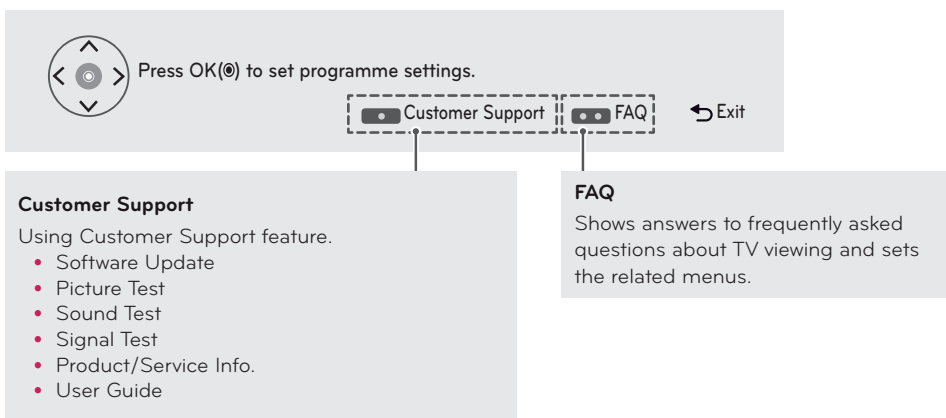 Press OK(◉) to set programme settings.
Customer Support
FAQ
Exit
Customer Support
Using Customer Support feature.
• Software Update
• Picture Test
• Sound Test
• Signal Test
• Product/Service Info.
• User Guide
FAQ
Shows answers to frequently asked
questions about TV viewing and sets
the related menus.